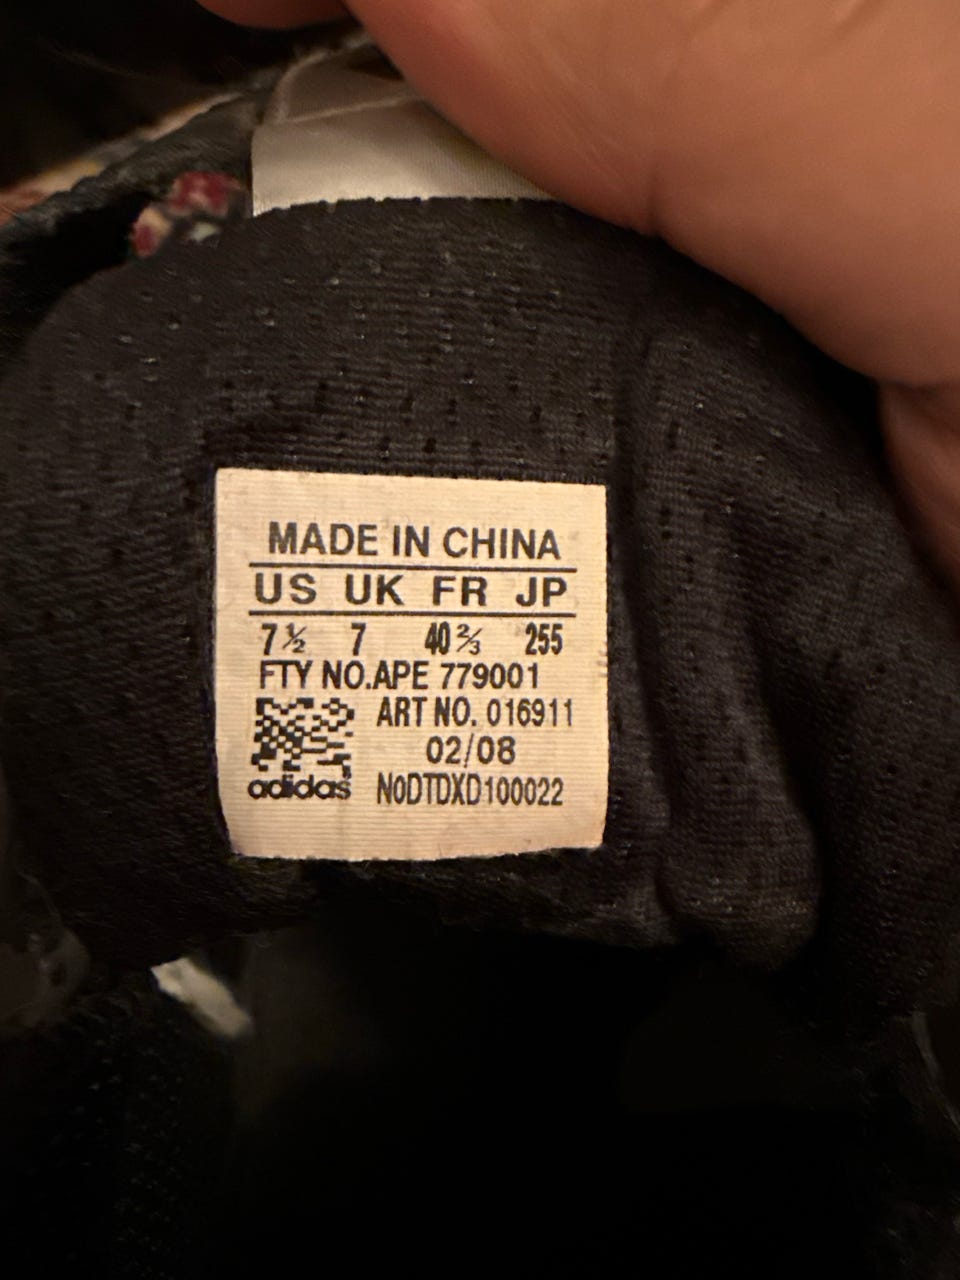 MADE IN CHINA
US UK FR JP
7½ 7 40⅔ 255
FTY NO.APE 779001
ART NO. 016911
02/08
adidas N0DTDXD100022